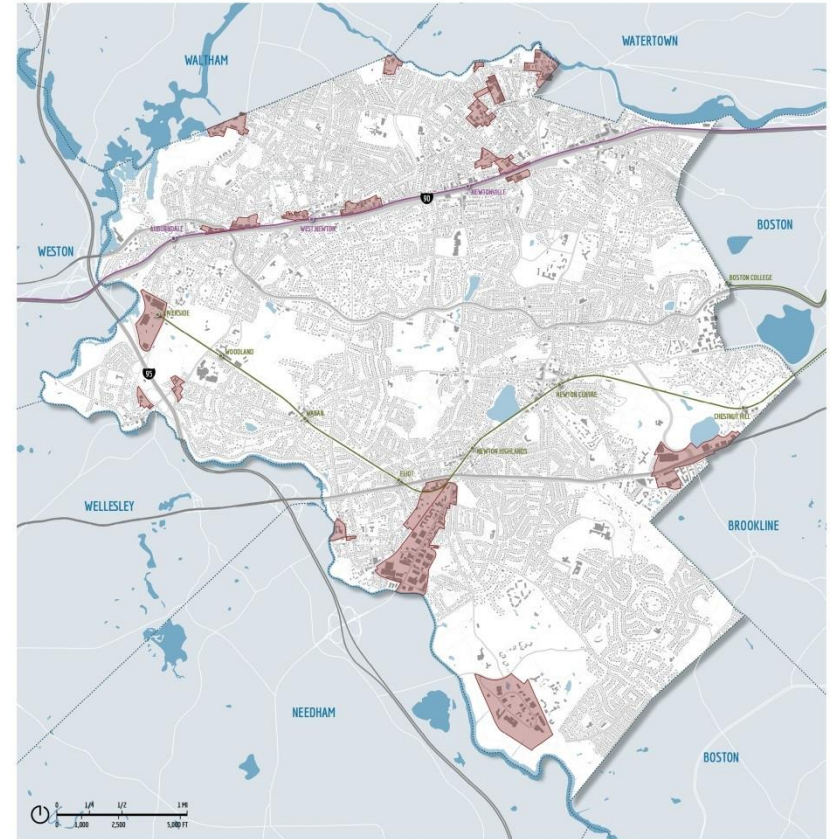 WATERTOWN
WALTHAM
NEWTONVILLE
90
BOSTON
AUBURNDALE
WEST NEWTON
WESTON
BOSTON COLLEGE
RIVERSIDE
WOODLAND
95
NEWTON CENTRE
WABAN
CHESTNUT HILL
NEWTON HIGHLANDS
ELIOT
WELLESLEY
BROOKLINE
NEEDHAM
BOSTON
0 1/4 1/2 1 MI
0 1,000 2,500 5,000 FT